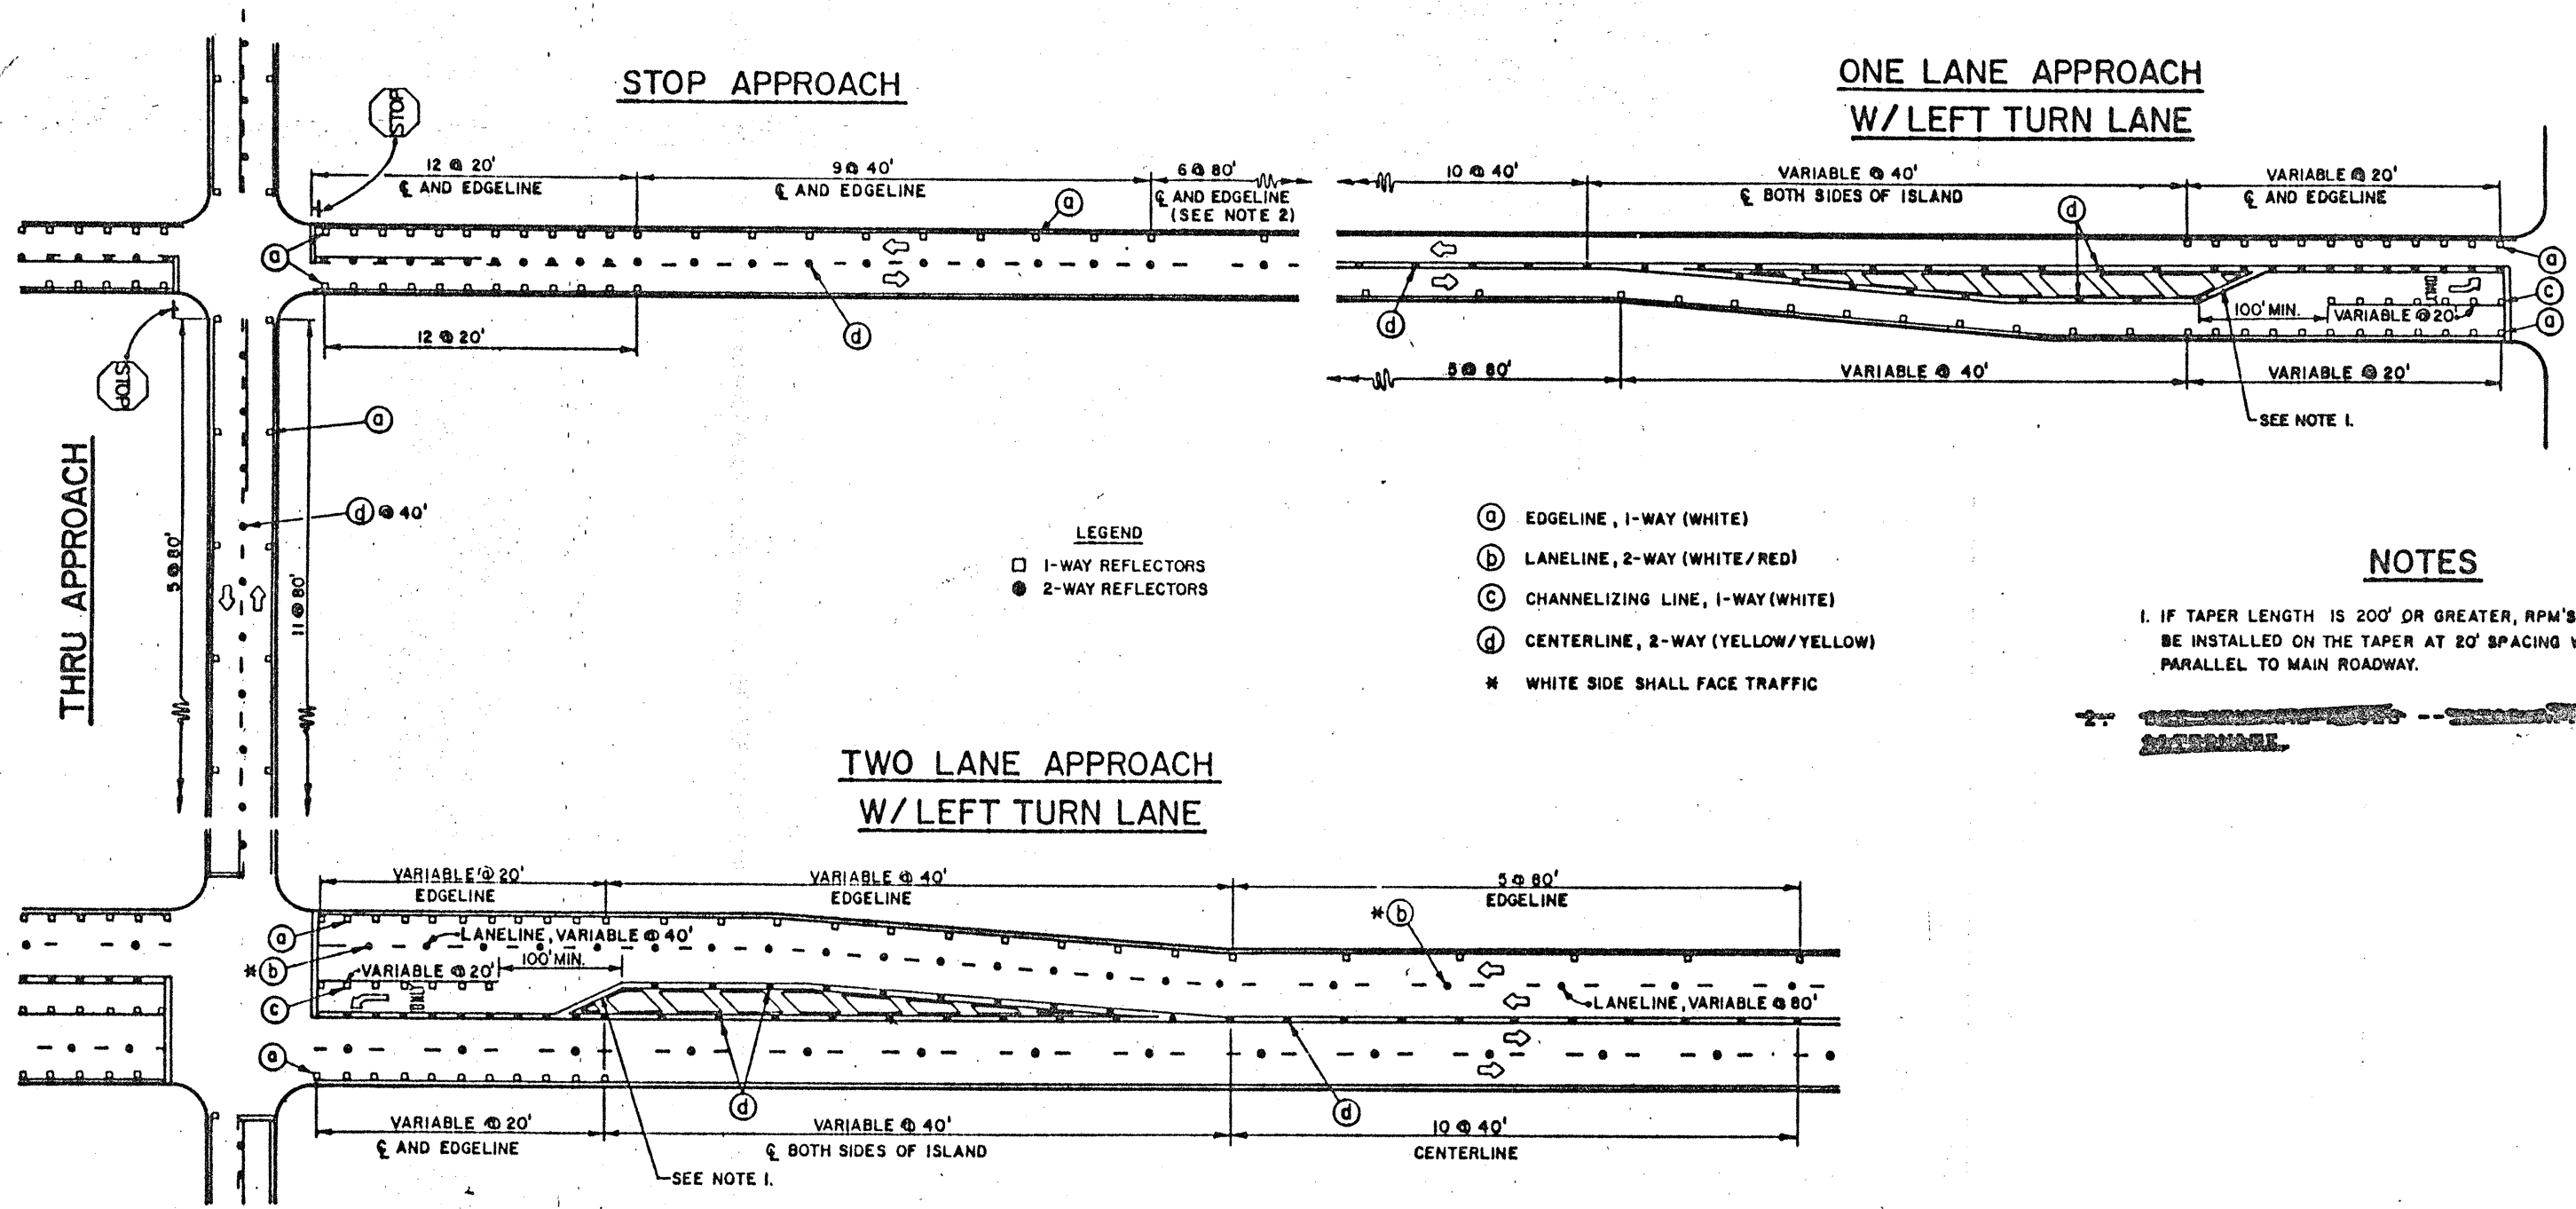 STOP APPROACH
STOP
12 @ 20'
℄ AND EDGELINE
9 @ 40'
℄ AND EDGELINE
6 @ 80'
℄ AND EDGELINE
(SEE NOTE 2)
a
a
d
12 @ 20'
STOP
ONE LANE APPROACH
W/ LEFT TURN LANE
10 @ 40'
VARIABLE @ 40'
℄ BOTH SIDES OF ISLAND
VARIABLE @ 20'
℄ AND EDGELINE
d
d
a
c
a
100' MIN.
VARIABLE @ 20'
5 @ 80'
VARIABLE @ 40'
VARIABLE @ 20'
SEE NOTE 1.
THRU APPROACH
5 @ 80'
11 @ 80'
a
d @ 40'
LEGEND
1-WAY REFLECTORS
2-WAY REFLECTORS
a EDGELINE, 1-WAY (WHITE)
b LANELINE, 2-WAY (WHITE/RED)
c CHANNELIZING LINE, 1-WAY (WHITE)
d CENTERLINE, 2-WAY (YELLOW/YELLOW)
* WHITE SIDE SHALL FACE TRAFFIC
NOTES
1. IF TAPER LENGTH IS 200' OR GREATER, RPM'S
BE INSTALLED ON THE TAPER AT 20' SPACING
PARALLEL TO MAIN ROADWAY.
2.
TWO LANE APPROACH
W/ LEFT TURN LANE
VARIABLE @ 20'
EDGELINE
VARIABLE @ 40'
EDGELINE
5 @ 80'
EDGELINE
a
*b
c
a
LANELINE, VARIABLE @ 40'
VARIABLE @ 20'
100' MIN.
*b
LANELINE, VARIABLE @ 80'
d
d
VARIABLE @ 20'
℄ AND EDGELINE
VARIABLE @ 40'
℄ BOTH SIDES OF ISLAND
10 @ 40'
CENTERLINE
SEE NOTE 1.